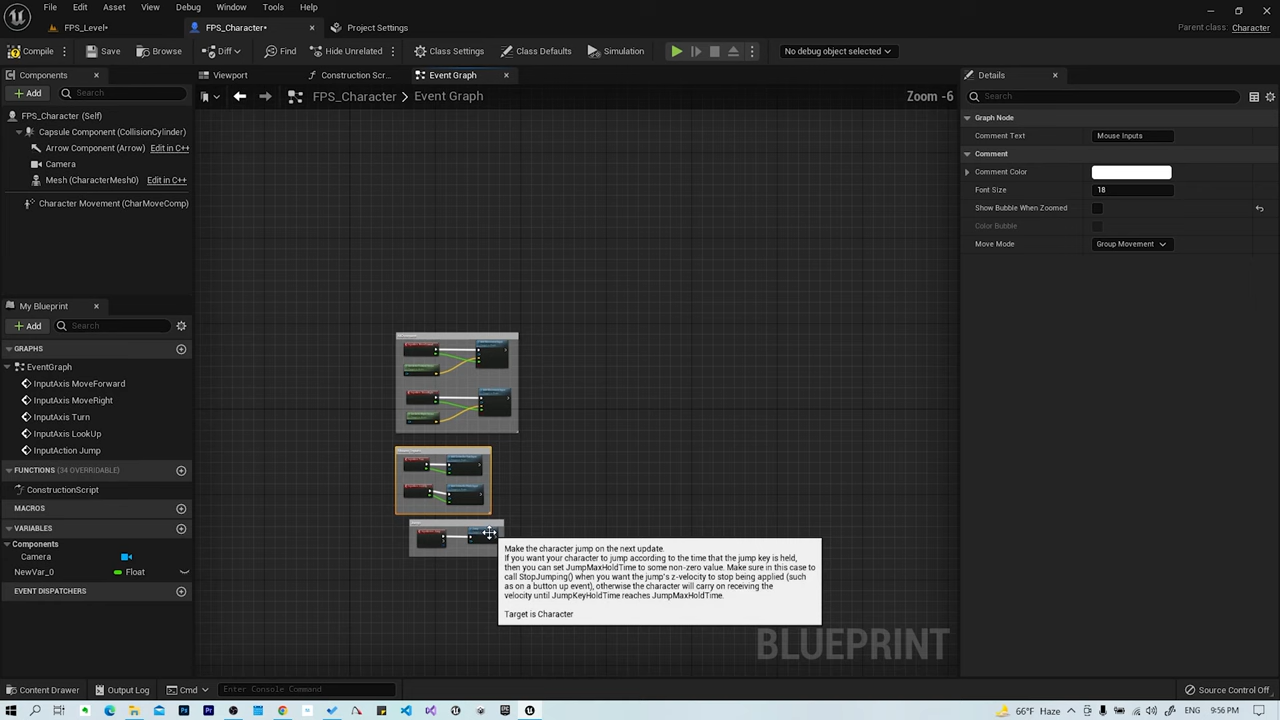 File Edit Asset View Debug Window Tools Help
FPS_Level•
FPS_Character•
Project Settings
Parent class: Character
Compile
Save
Browse
Diff
Find
Hide Unrelated
Class Settings
Class Defaults
Simulation
No debug object selected
Components
Viewport
Construction Scr...
Event Graph
Details
Add
Search
FPS_Character > Event Graph
Zoom -6
Search
FPS_Character (Self)
Capsule Component (CollisionCylinder)
Arrow Component (Arrow) Edit in C++
Camera
Mesh (CharacterMesh0) Edit in C++
Character Movement (CharMoveComp)
Graph Node
Comment Text Mouse Inputs
Comment
Comment Color
Font Size 18
Show Bubble When Zoomed
Color Bubble
Move Mode Group Movement
My Blueprint
Add
Search
GRAPHS
EventGraph
InputAxis MoveForward
InputAxis MoveRight
InputAxis Turn
InputAxis LookUp
InputAction Jump
FUNCTIONS (34 OVERRIDABLE)
ConstructionScript
MACROS
VARIABLES
Components
Camera
NewVar_0 Float
EVENT DISPATCHERS
Make the character jump on the next update.
If you want your character to jump according to the time that the jump key is held,
then you can set JumpMaxHoldTime to some non-zero value. Make sure in this case to
call StopJumping() when you want the jump's z-velocity to stop being applied (such
as on a button up event), otherwise the character will carry on receiving the
velocity until JumpKeyHoldTime reaches JumpMaxHoldTime.
Target is Character
BLUEPRINT
Content Drawer
Output Log
Cmd
Enter Console Command
Source Control Off
66°F Haze
9:56 PM